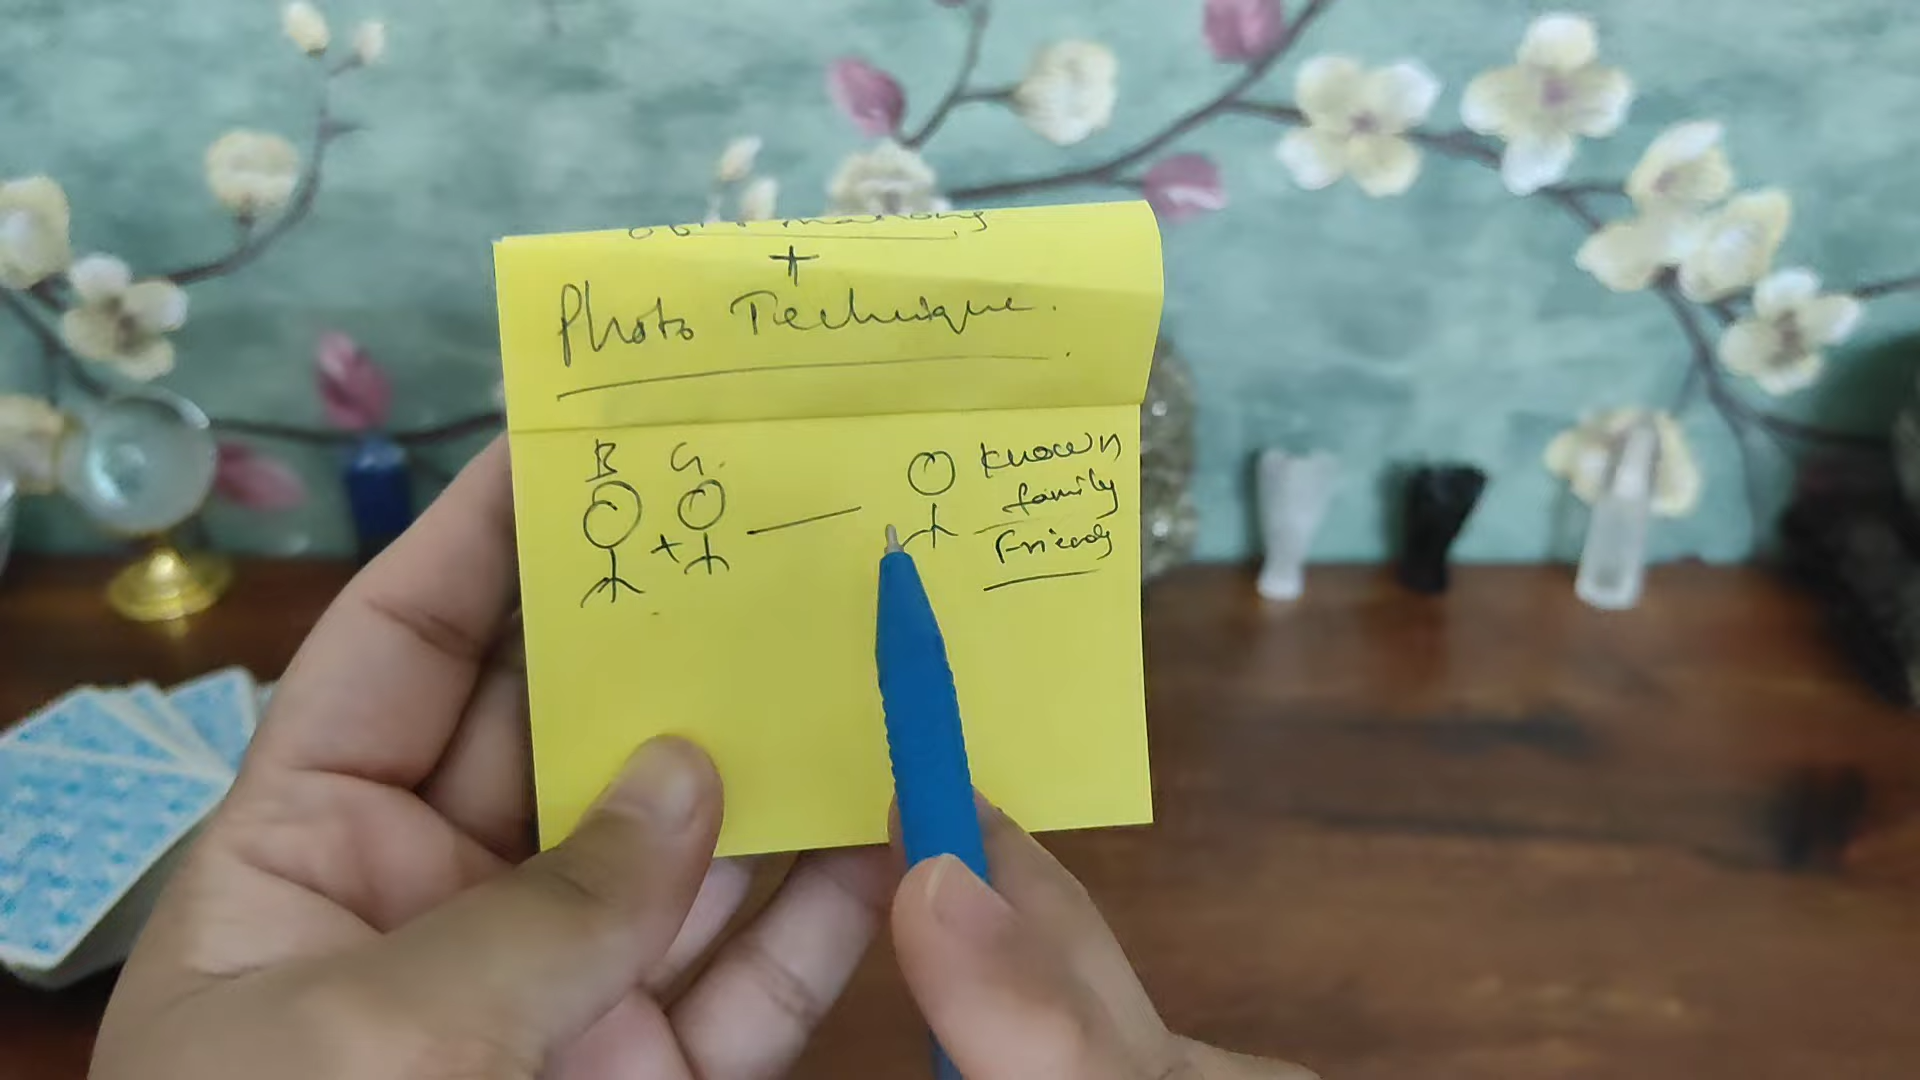 +
Photo Technique.
B G.
+
known
family
Friends